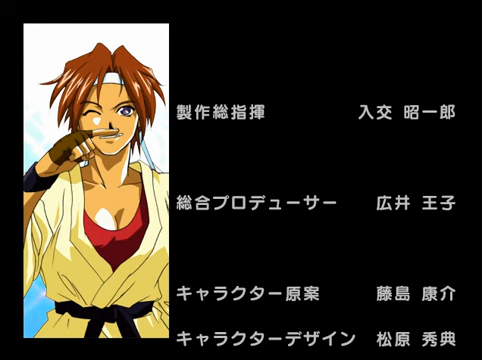 製作総指揮 入交 昭一郎
総合プロデューサー 広井 王子
キャラクター原案 藤島 康介
キャラクターデザイン 松原 秀典